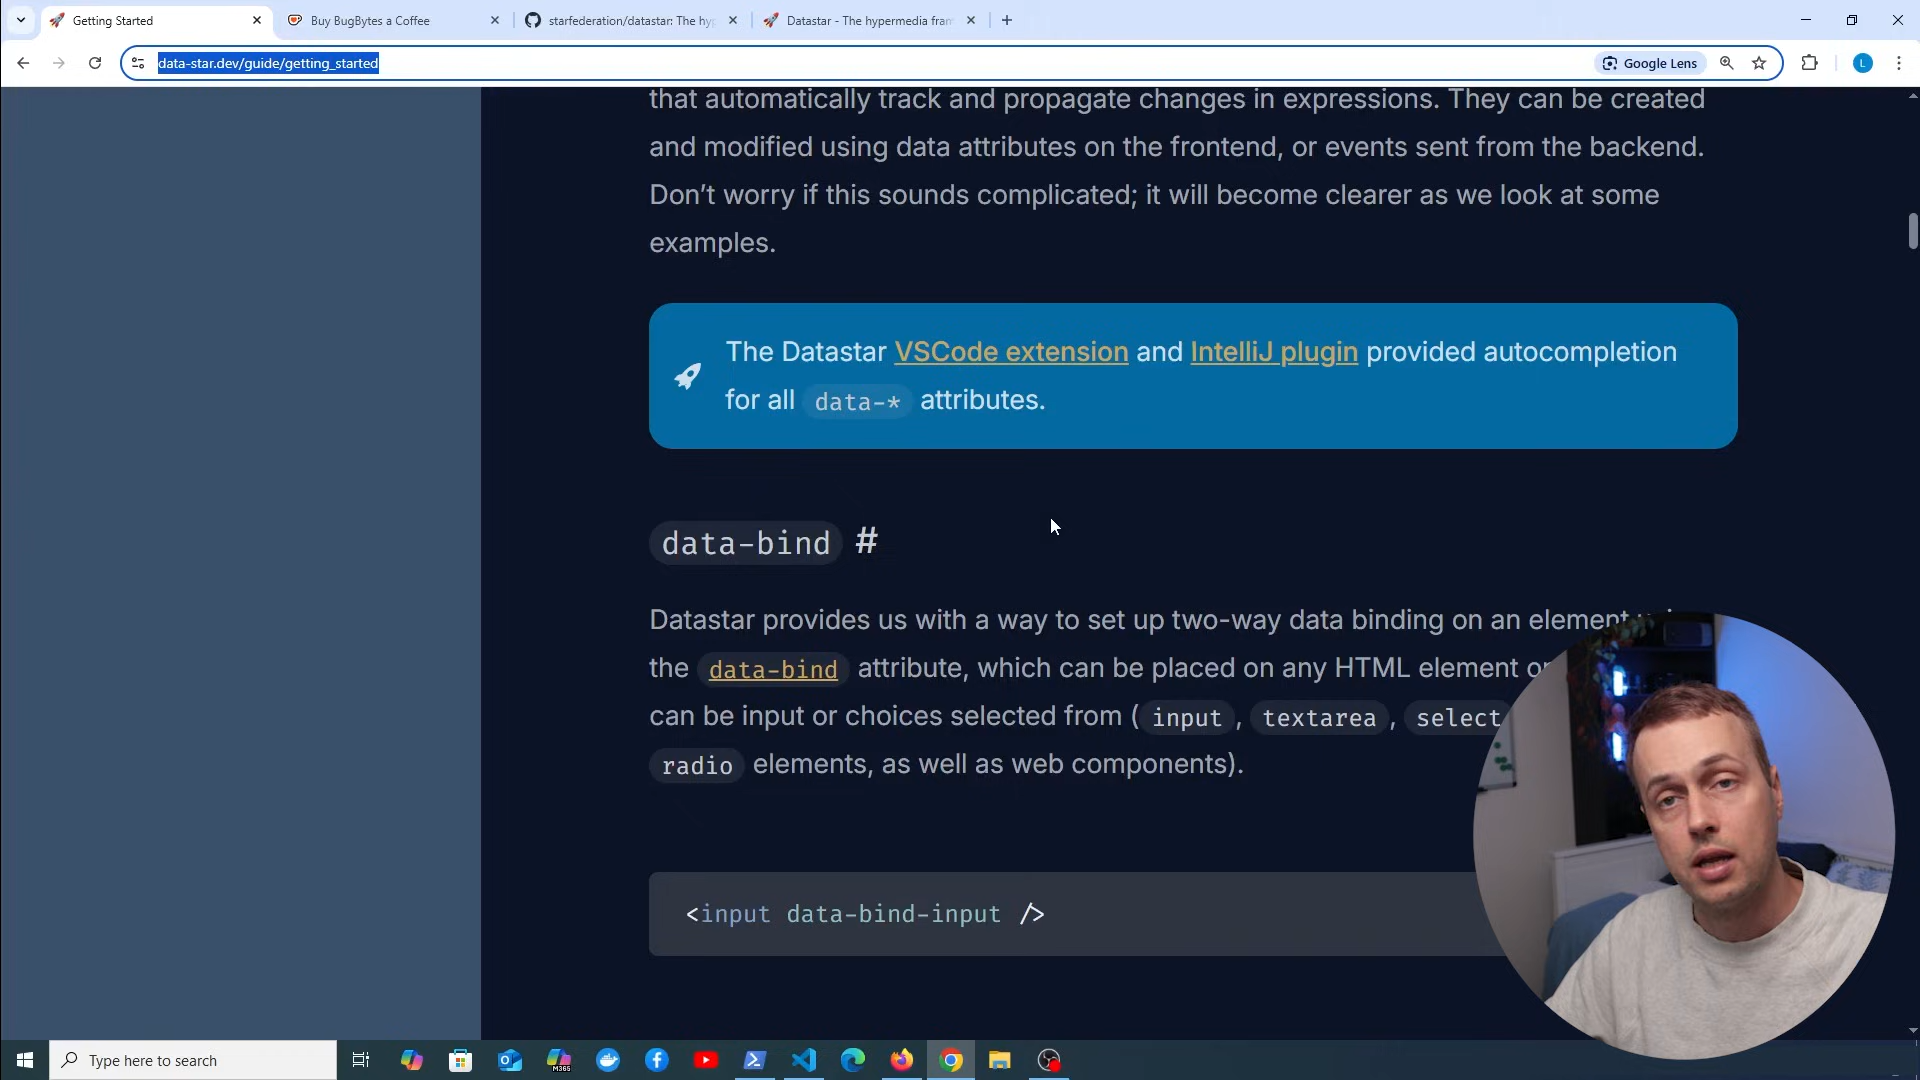 Getting Started
Buy BugBytes a Coffee
starfederation/datastar: The hyp
Datastar - The hypermedia fram
data-star.dev/guide/getting_started
Google Lens
L
that automatically track and propagate changes in expressions. They can be created
and modified using data attributes on the frontend, or events sent from the backend.
Don’t worry if this sounds complicated; it will become clearer as we look at some
examples.
The Datastar VSCode extension and IntelliJ plugin provided autocompletion
for all data-* attributes.
data-bind #
Datastar provides us with a way to set up two-way data binding on an element
the data-bind attribute, which can be placed on any HTML element
can be input or choices selected from ( input , textarea , select
radio elements, as well as web components).
<input data-bind-input />
Type here to search
M365